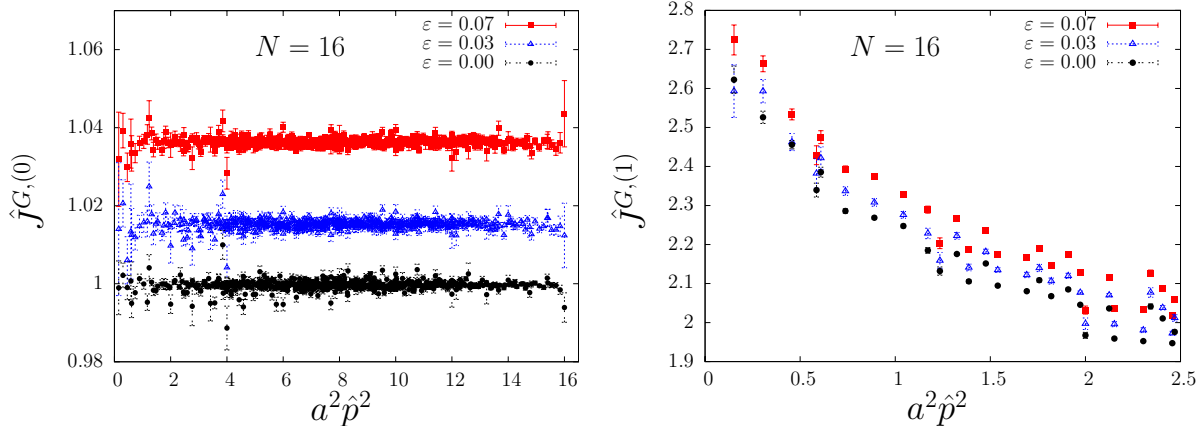 1.06
1.04
1.02
1
0.98
0 2 4 6 8 10 12 14 16
Ĵ^{G,(0)}
a²p̂²
N = 16
ε = 0.07
ε = 0.03
ε = 0.00
2.8
2.7
2.6
2.5
2.4
2.3
2.2
2.1
2
1.9
0 0.5 1 1.5 2 2.5
Ĵ^{G,(1)}
a²p̂²
N = 16
ε = 0.07
ε = 0.03
ε = 0.00